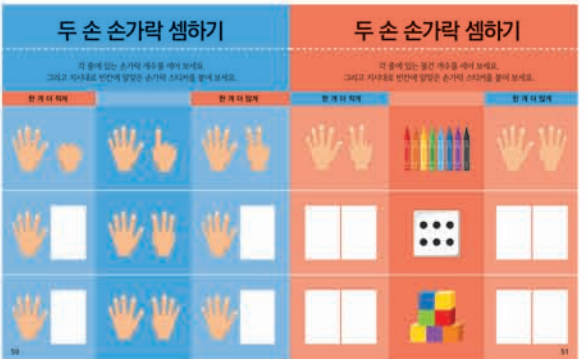 두 손 손가락 셈하기
각 줄에 있는 손가락 개수를 세어 보세요.
그리고 지시대로 빈칸에 알맞은 손가락 스티커를 붙여 보세요.
한 개 더 적게
한 개 더 많게
50
두 손 손가락 셈하기
각 줄에 있는 물건 개수를 세어 보세요.
그리고 지시대로 빈칸에 알맞은 손가락 스티커를 붙여 보세요.
한 개 더 적게
한 개 더 많게
51